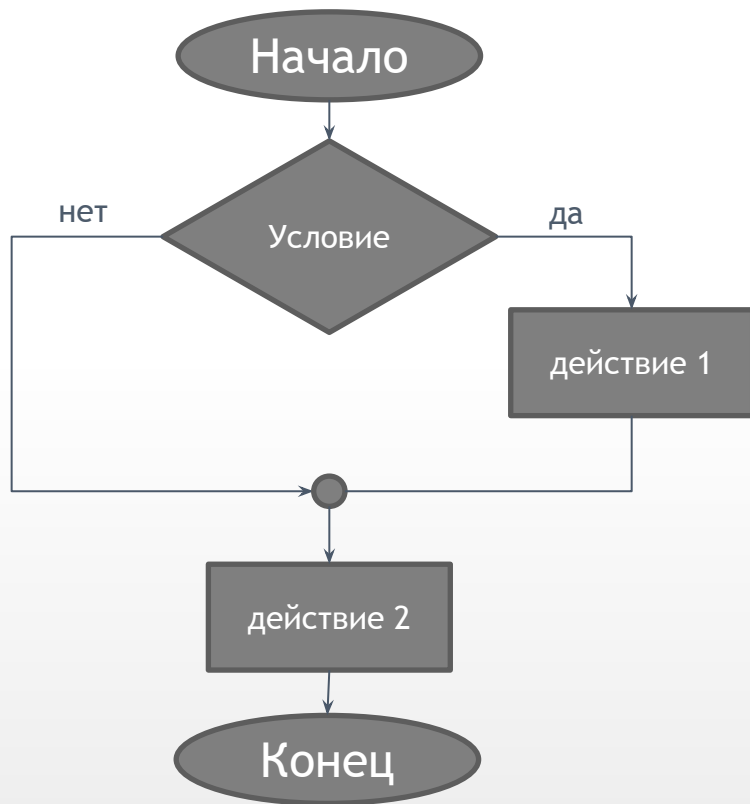 Начало
Условие
нет
да
действие 1
действие 2
Конец